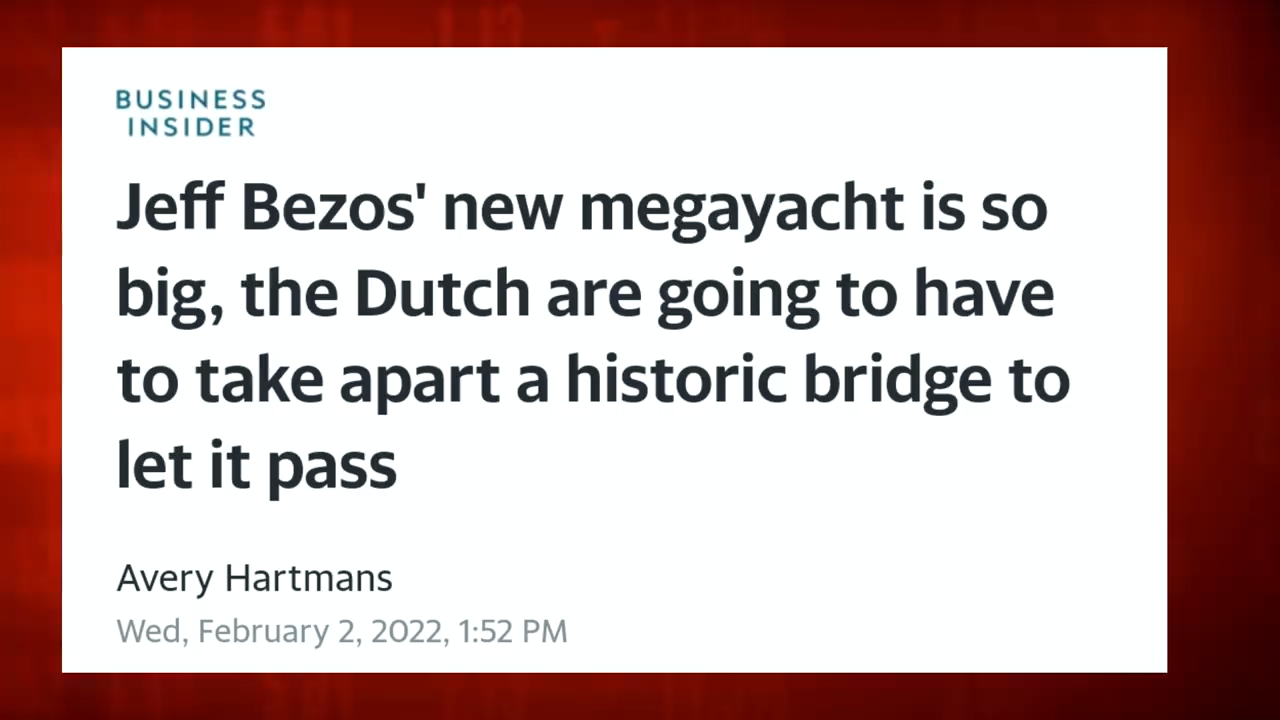 BUSINESS
INSIDER
Jeff Bezos' new megayacht is so
big, the Dutch are going to have
to take apart a historic bridge to
let it pass
Avery Hartmans
Wed, February 2, 2022, 1:52 PM